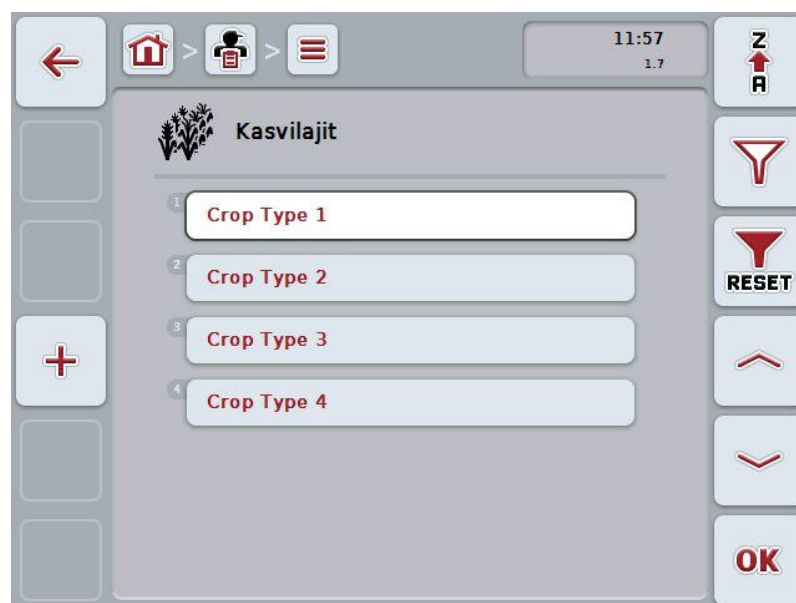 > >
11:57
1.7
Z
A
Kasvilajit
1
Crop Type 1
2
Crop Type 2
RESET
3
Crop Type 3
4
Crop Type 4
OK